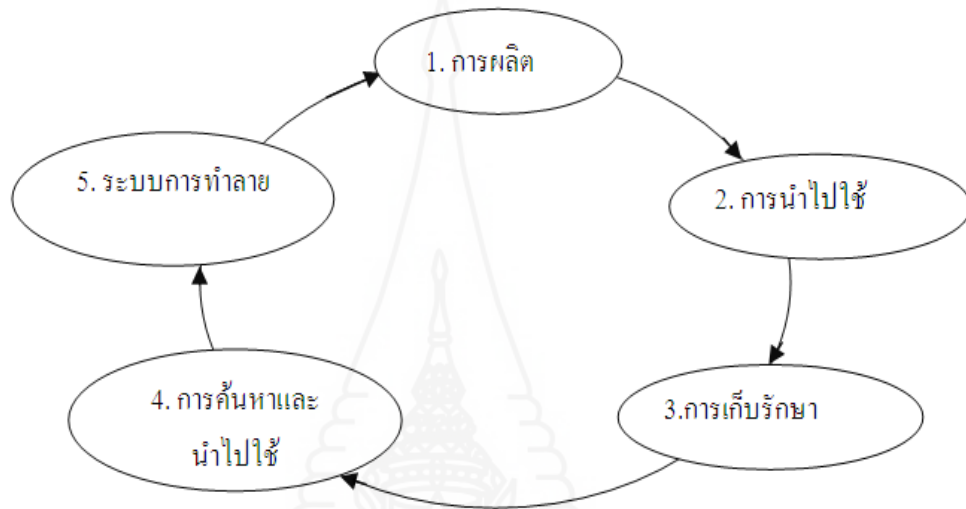 1. การผลิต
2. การนำไปใช้
3.การเก็บรักษา
4. การค้นหาและ
นำไปใช้
5. ระบบการทำลาย